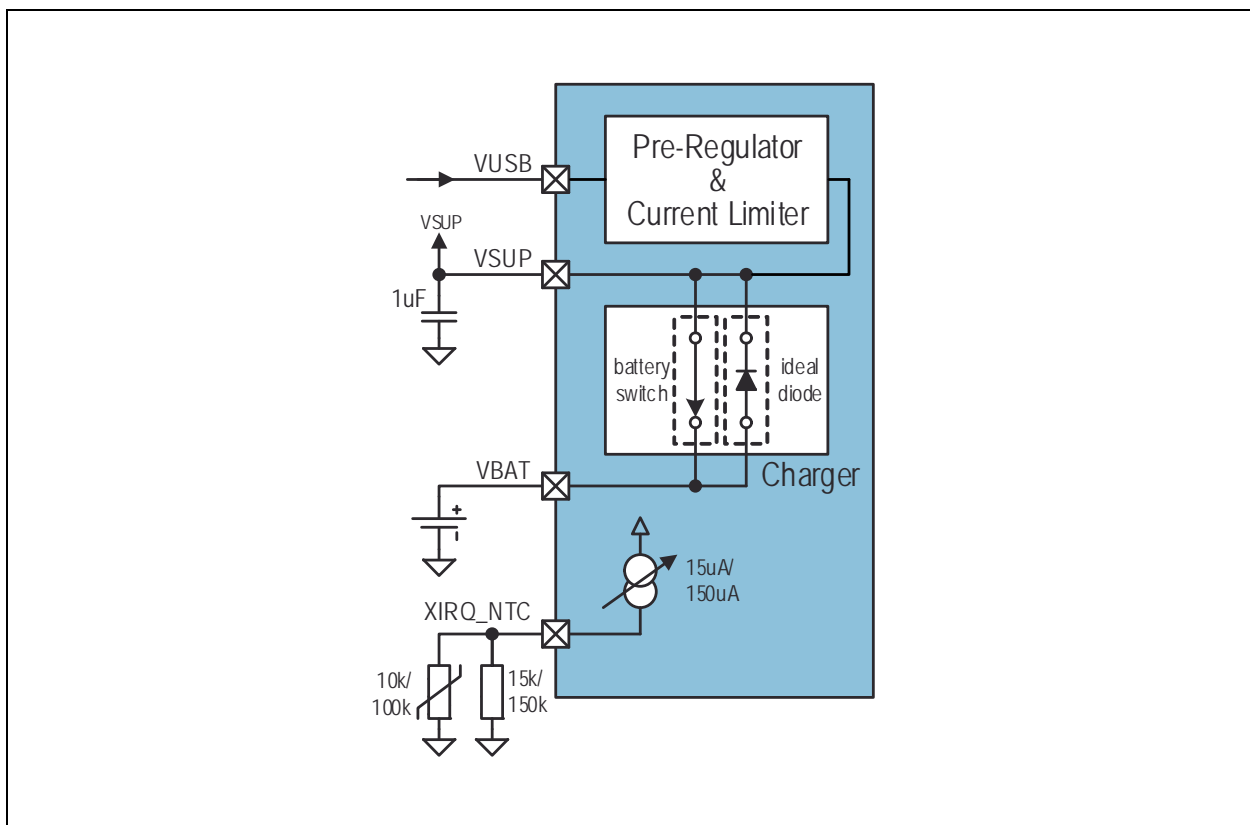 Pre-Regulator
&
Current Limiter
VUSB
VSUP
VSUP
1uF
battery
switch
ideal
diode
VBAT
Charger
+
-
15uA/
150uA
XIRQ_NTC
10k/
100k
15k/
150k